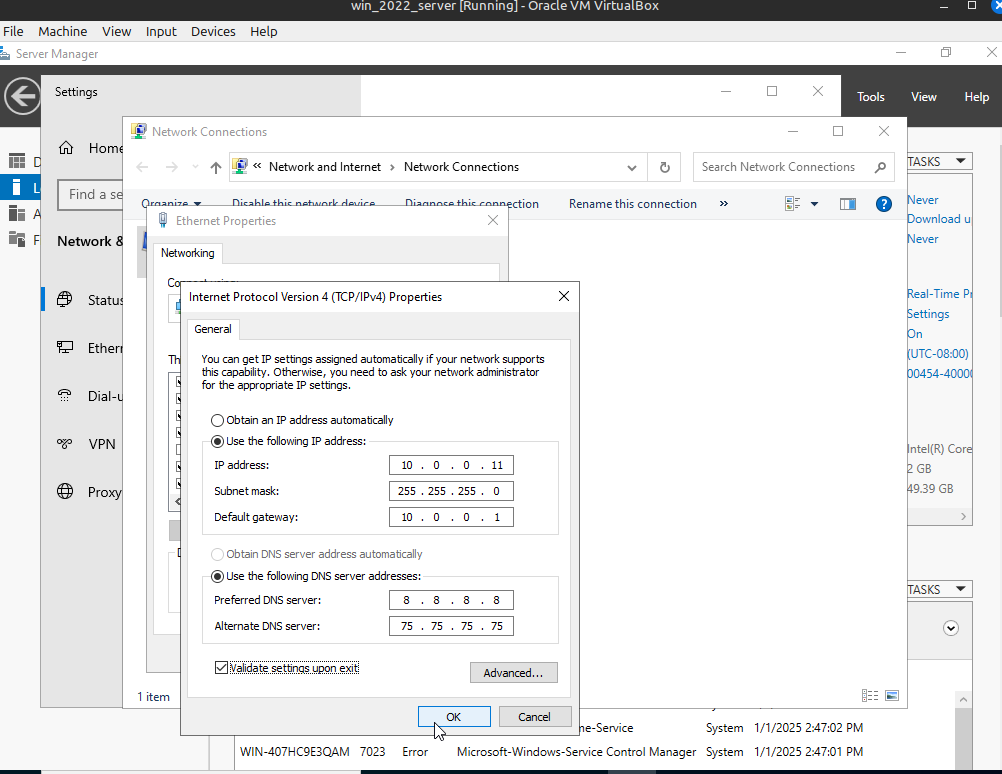 win_2022_server [Running] - Oracle VM VirtualBox
File Machine View Input Devices Help
Server Manager
Settings
Tools View Help
Network Connections
« Network and Internet › Network Connections
Search Network Connections
Organize Disable this network device Diagnose this connection Rename this connection »
Ethernet Properties
Networking
Home
Find a se
Network &
Status
Ethern
Dial-u
VPN
Proxy
D
L
A
F
Th
Internet Protocol Version 4 (TCP/IPv4) Properties
General
You can get IP settings assigned automatically if your network supports
this capability. Otherwise, you need to ask your network administrator
for the appropriate IP settings.
Obtain an IP address automatically
Use the following IP address:
IP address: 10 . 0 . 0 . 11
Subnet mask: 255 . 255 . 255 . 0
Default gateway: 10 . 0 . 0 . 1
Obtain DNS server address automatically
Use the following DNS server addresses:
Preferred DNS server: 8 . 8 . 8 . 8
Alternate DNS server: 75 . 75 . 75 . 75
Validate settings upon exit
Advanced...
OK Cancel
1 item
TASKS
Never
Download u
Never
Real-Time Pr
Settings
On
(UTC-08:00)
00454-40000
Intel(R) Core
2 GB
49.39 GB
TASKS
me-Service System 1/1/2025 2:47:02 PM
WIN-407HC9E3QAM 7023 Error Microsoft-Windows-Service Control Manager System 1/1/2025 2:47:01 PM